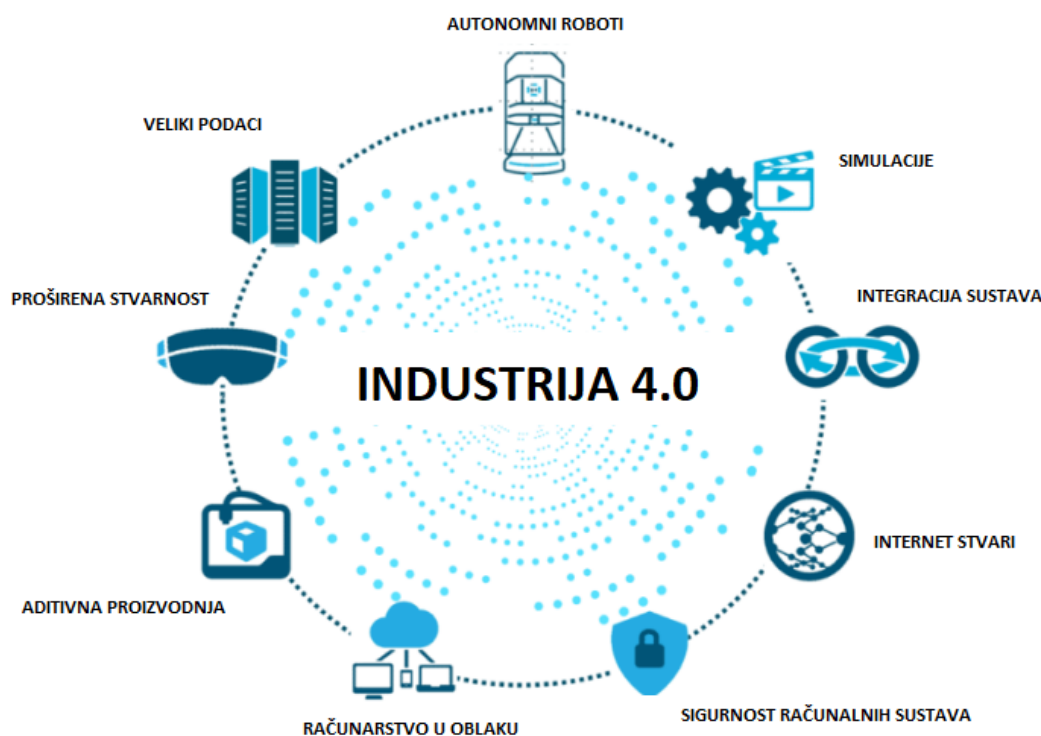 AUTONOMNI ROBOTI
VELIKI PODACI
SIMULACIJE
PROŠIRENA STVARNOST
INTEGRACIJA SUSTAVA
INDUSTRIJA 4.0
INTERNET STVARI
ADITIVNA PROIZVODNJA
RAČUNARSTVO U OBLAKU
SIGURNOST RAČUNALNIH SUSTAVA